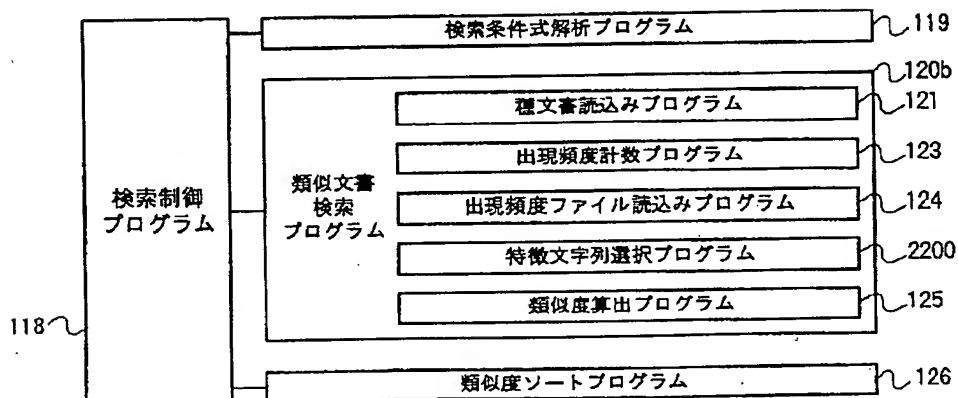 検索条件式解析プログラム
119
120b
種文書読込みプログラム
121
出現頻度計数プログラム
123
検索制御
プログラム
類似文書
検索
プログラム
出現頻度ファイル読込みプログラム
124
特徴文字列選択プログラム
2200
類似度算出プログラム
125
118
類似度ソートプログラム
126